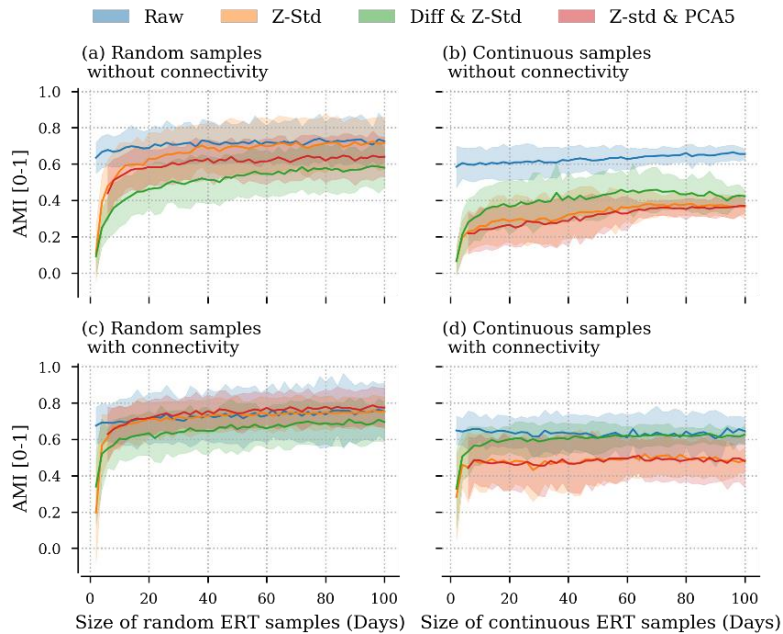 Raw Z-Std Diff & Z-Std Z-std & PCA5
(a) Random samples
without connectivity
(b) Continuous samples
without connectivity
1.0
0.8
0.6
0.4
0.2
0.0
AMI [0-1]
(c) Random samples
with connectivity
(d) Continuous samples
with connectivity
1.0
0.8
0.6
0.4
0.2
0.0
AMI [0-1]
0 20 40 60 80 100
0 20 40 60 80 100
Size of random ERT samples (Days)
Size of continuous ERT samples (Days)